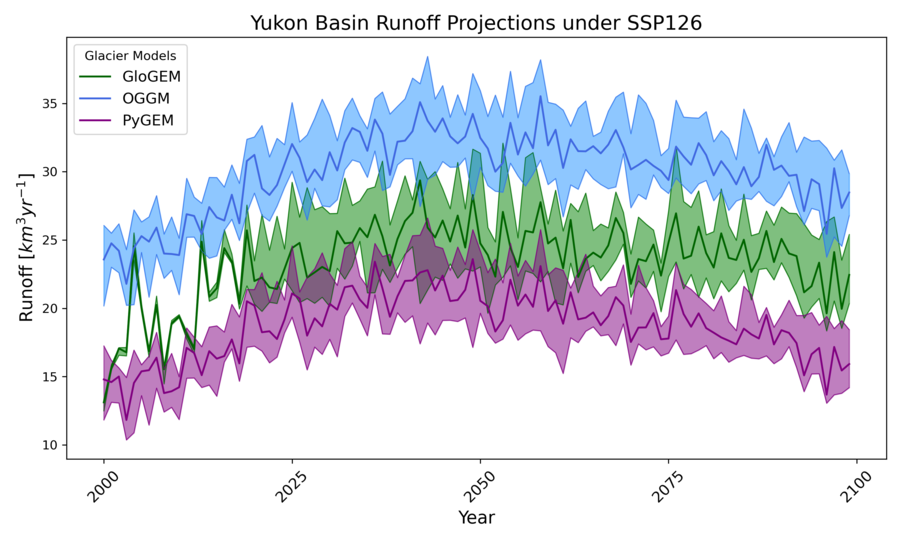 Yukon Basin Runoff Projections under SSP126
Glacier Models
GloGEM
OGGM
PyGEM
Runoff [km³yr⁻¹]
35
30
25
20
15
10
2000
2025
2050
2075
2100
Year